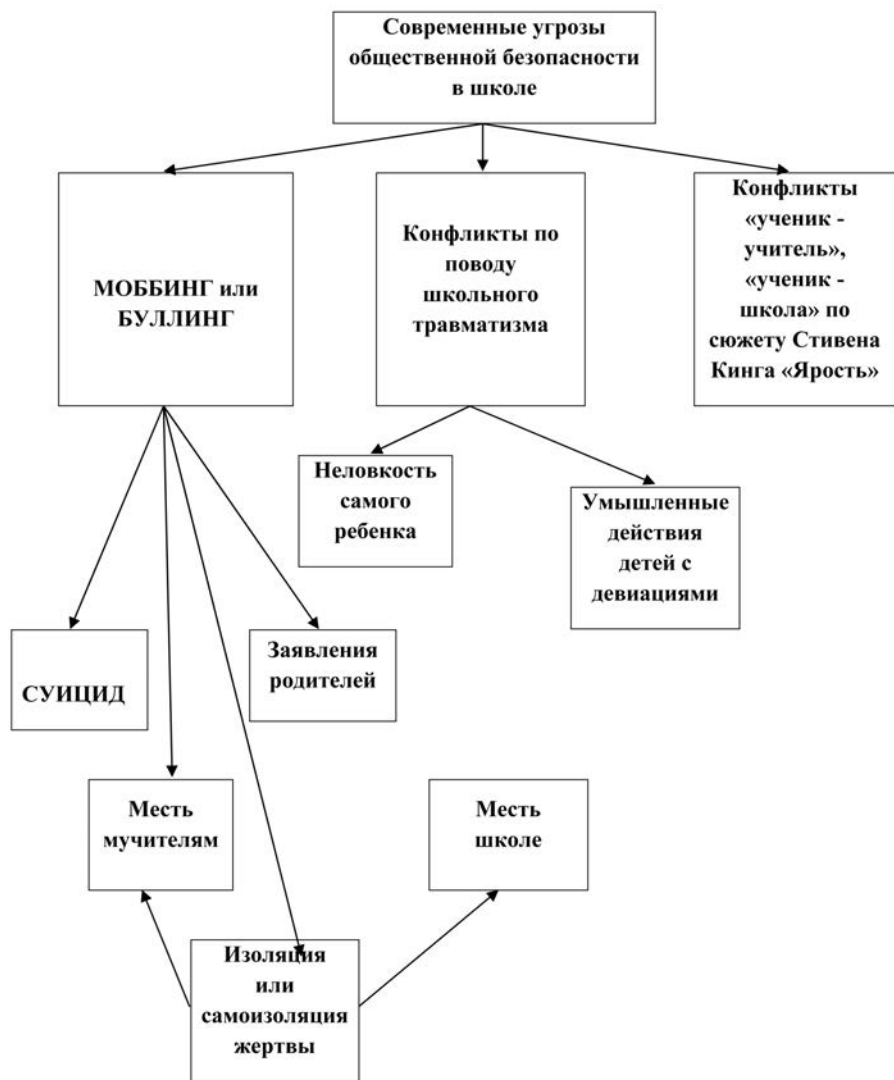 Современные угрозы
общественной безопасности
в школе
МОББИНГ или
БУЛЛИНГ
Конфликты по
поводу
школьного
травматизма
Конфликты
«ученик -
учитель»,
«ученик -
школа» по
сюжету Стивена
Кинга «Ярость»
Неловкость
самого
ребенка
Умышленные
действия
детей с
девиациями
СУИЦИД
Заявления
родителей
Месть
мучителям
Месть
школе
Изоляция
или
самоизоляция
жертвы